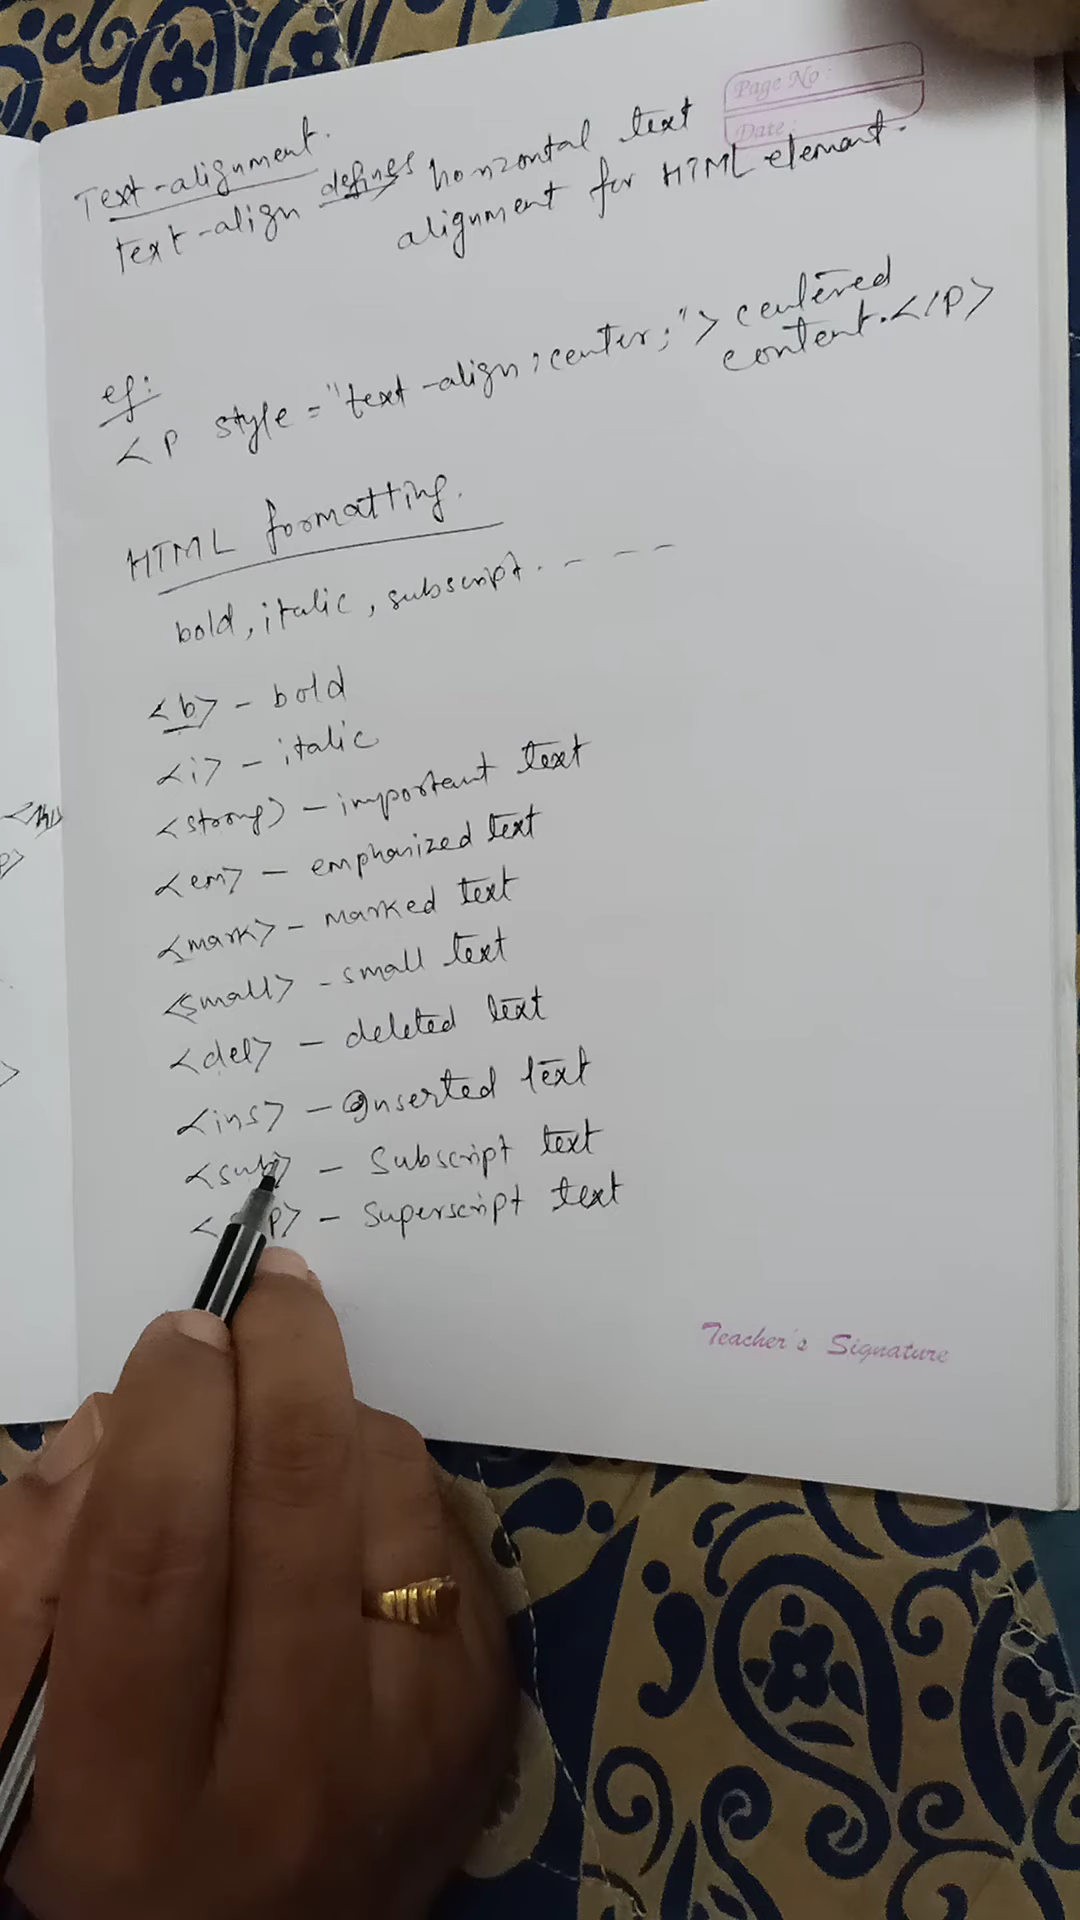 Page No :
Date :
Text-alignment.
text-align defines horizontal text
alignment for HTML element.
eg:
<P style="text-align:center;"> centered
content.</P>
HTML formatting.
bold, italic, subscript. - - - -
<b> - bold
<i> - italic
<strong> - important text
<em> - emphasized text
<mark> - marked text
<small> - small text
<del> - deleted text
<ins> - Inserted text
<sub> - Subscript text
< p> - Superscript text
Teacher's Signature